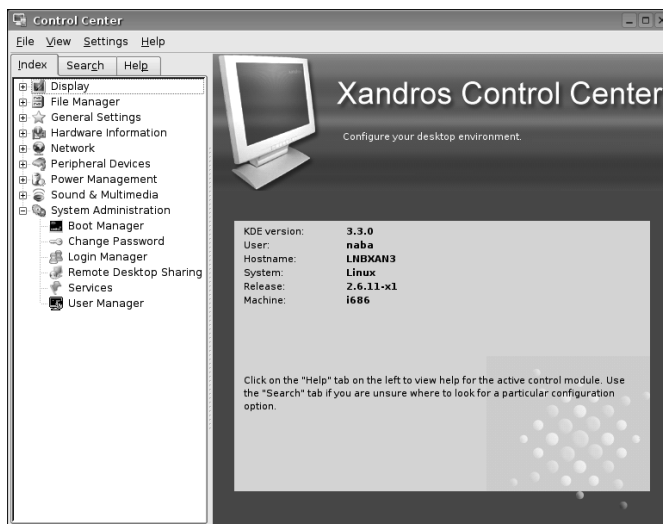 Control Center
File View Settings Help
Index Search Help
Display
File Manager
General Settings
Hardware Information
Network
Peripheral Devices
Power Management
Sound & Multimedia
System Administration
Boot Manager
Change Password
Login Manager
Remote Desktop Sharing
Services
User Manager
Xandros Control Center
Configure your desktop environment.
KDE version: 3.3.0
User: naba
Hostname: LNBXAN3
System: Linux
Release: 2.6.11-x1
Machine: i686
Click on the "Help" tab on the left to view help for the active control module. Use
the "Search" tab if you are unsure where to look for a particular configuration
option.